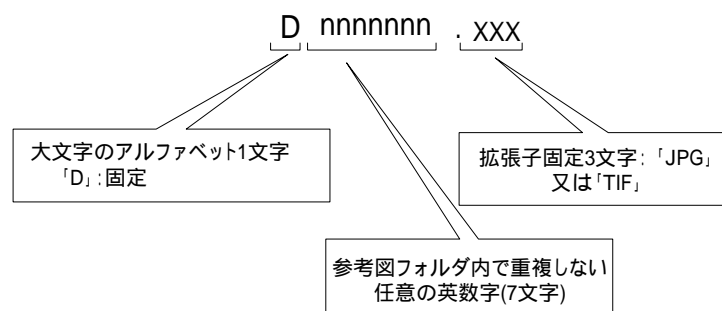 D nnnnnnn . XXX
大文字のアルファベット1文字
「D」:固定
拡張子固定3文字:「JPG」
又は「TIF」
参考図フォルダ内で重複しない
任意の英数字(7文字)